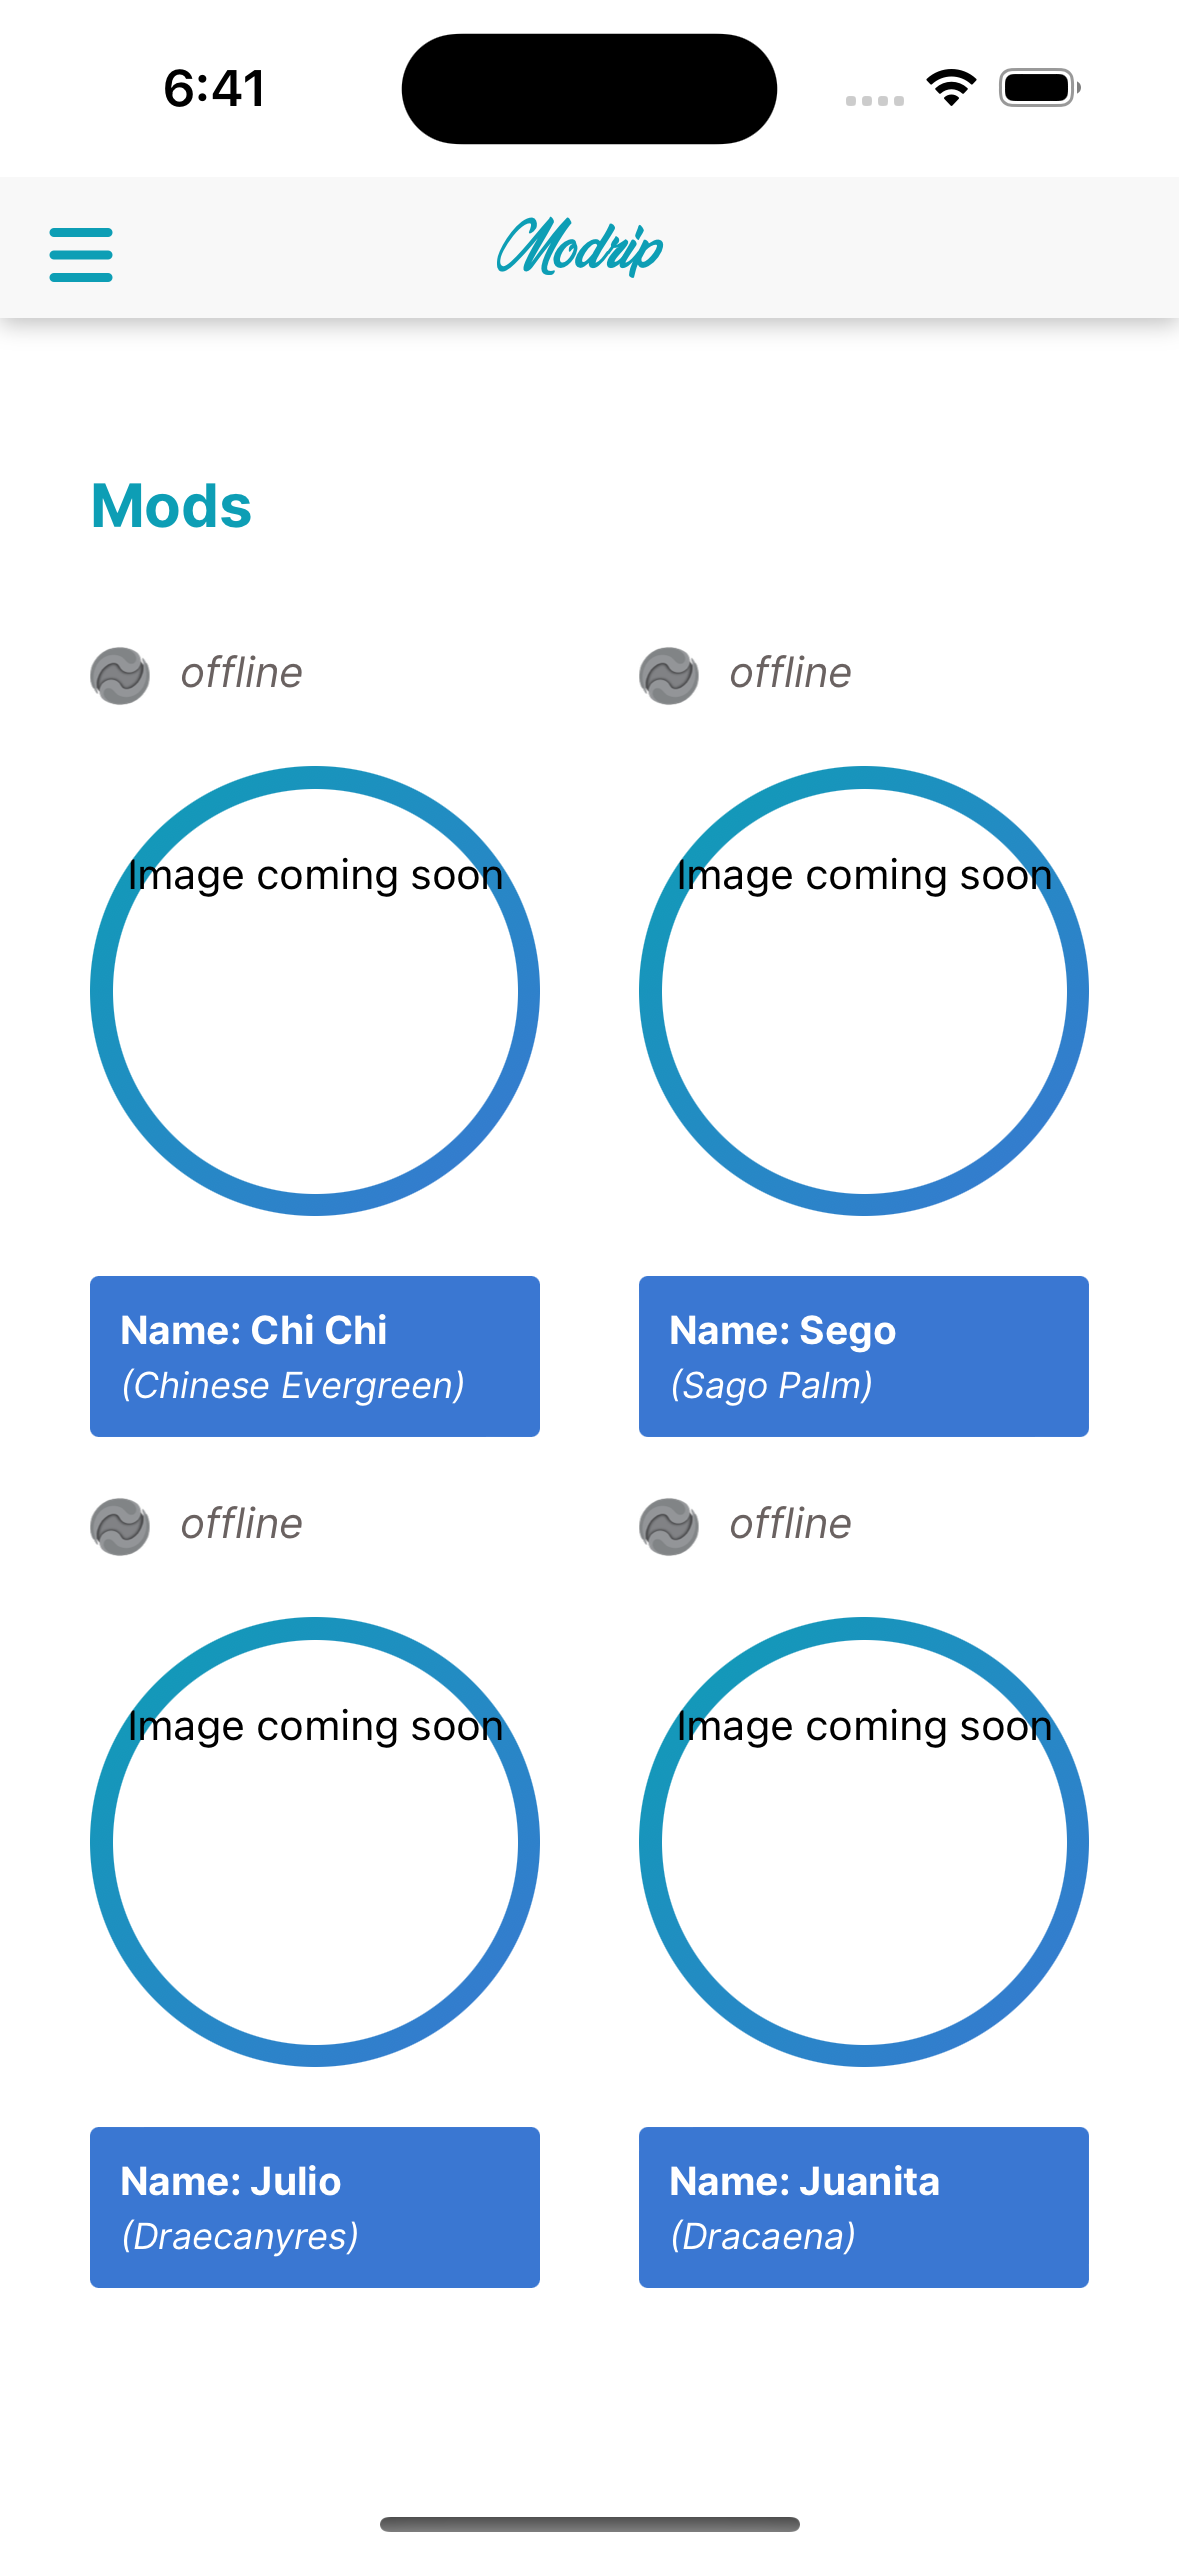 6:41
Modrip
Mods
offline
offline
Image coming soon
Image coming soon
Name: Chi Chi
(Chinese Evergreen)
Name: Sego
(Sago Palm)
offline
offline
Image coming soon
Image coming soon
Name: Julio
(Draecanyres)
Name: Juanita
(Dracaena)